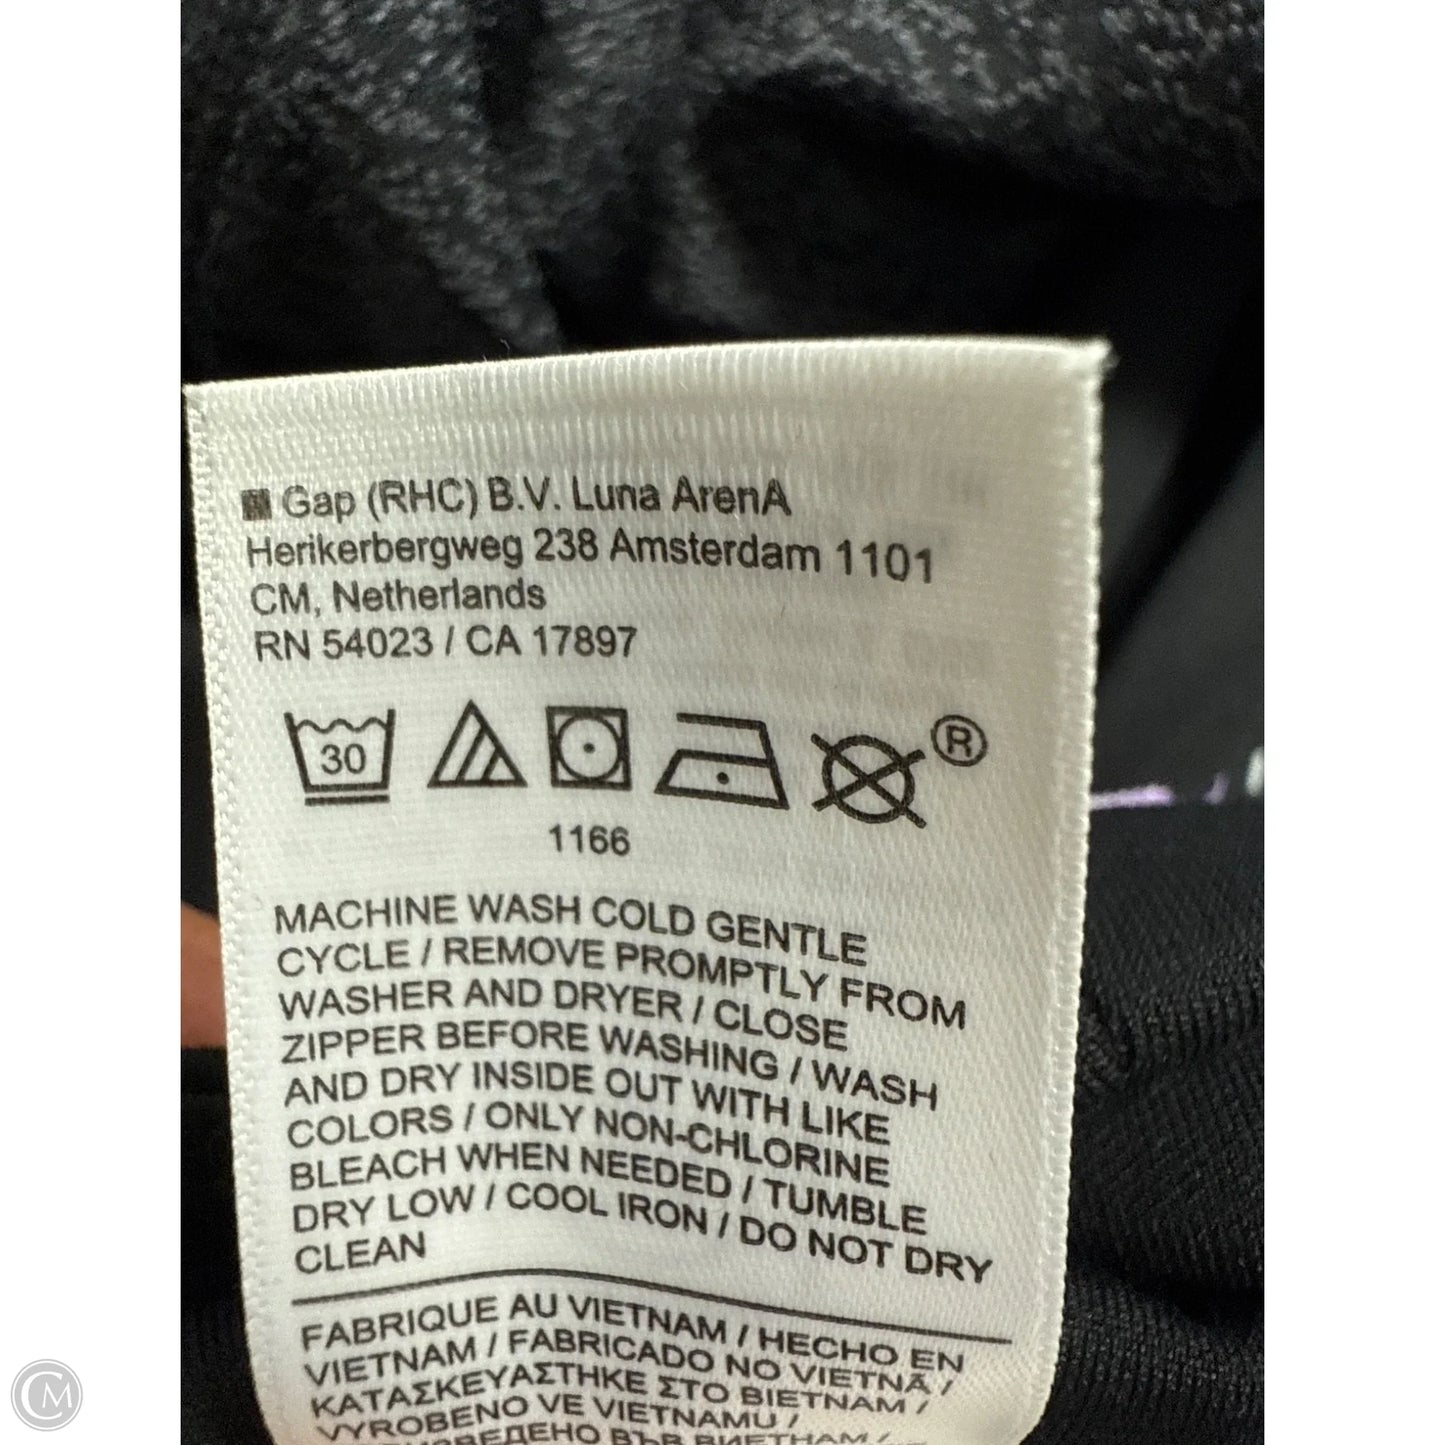 Gap (RHC) B.V. Luna ArenA
Herikerbergweg 238 Amsterdam 1101
CM, Netherlands
RN 54023 / CA 17897
30
®
1166
MACHINE WASH COLD GENTLE
CYCLE / REMOVE PROMPTLY FROM
WASHER AND DRYER / CLOSE
ZIPPER BEFORE WASHING / WASH
AND DRY INSIDE OUT WITH LIKE
COLORS / ONLY NON-CHLORINE
BLEACH WHEN NEEDED / TUMBLE
DRY LOW / COOL IRON / DO NOT DRY
CLEAN
FABRIQUE AU VIETNAM / HECHO EN
VIETNAM / FABRICADO NO VIETNÃ /
ΚΑΤΑΣΚΕΥΑΣΤΗΚΕ ΣΤΟ ΒΙΕΤΝΑΜ /
VYROBENO VE VIETNAMU /
ВЪВ ВИЕТНАМ /
CM